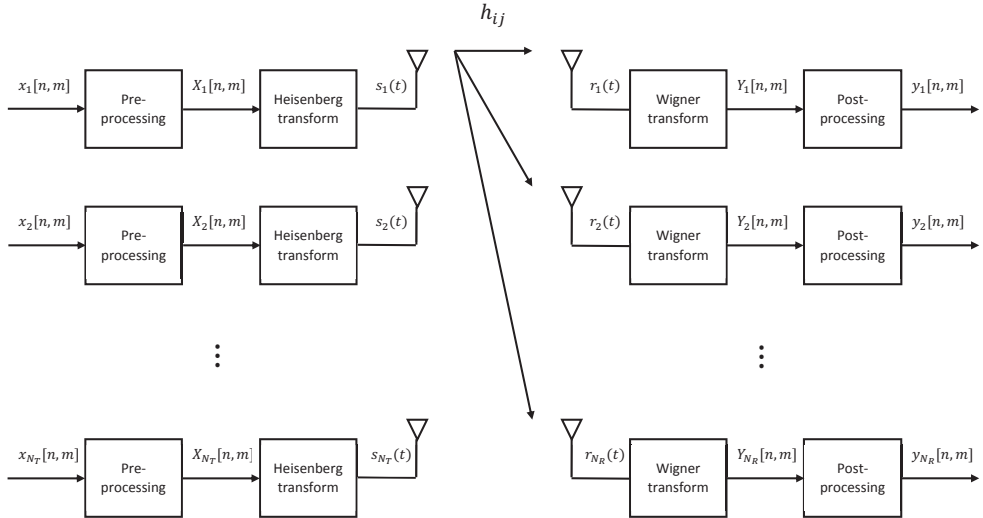 h_{ij}
x_1[n, m] Pre-processing X_1[n, m] Heisenberg transform s_1(t) r_1(t) Wigner transform Y_1[n, m] Post-processing y_1[n, m]
x_2[n, m] Pre-processing X_2[n, m] Heisenberg transform s_2(t) r_2(t) Wigner transform Y_2[n, m] Post-processing y_2[n, m]
⋮ ⋮
x_{N_T}[n, m] Pre-processing X_{N_T}[n, m] Heisenberg transform s_{N_T}(t) r_{N_R}(t) Wigner transform Y_{N_R}[n, m] Post-processing y_{N_R}[n, m]